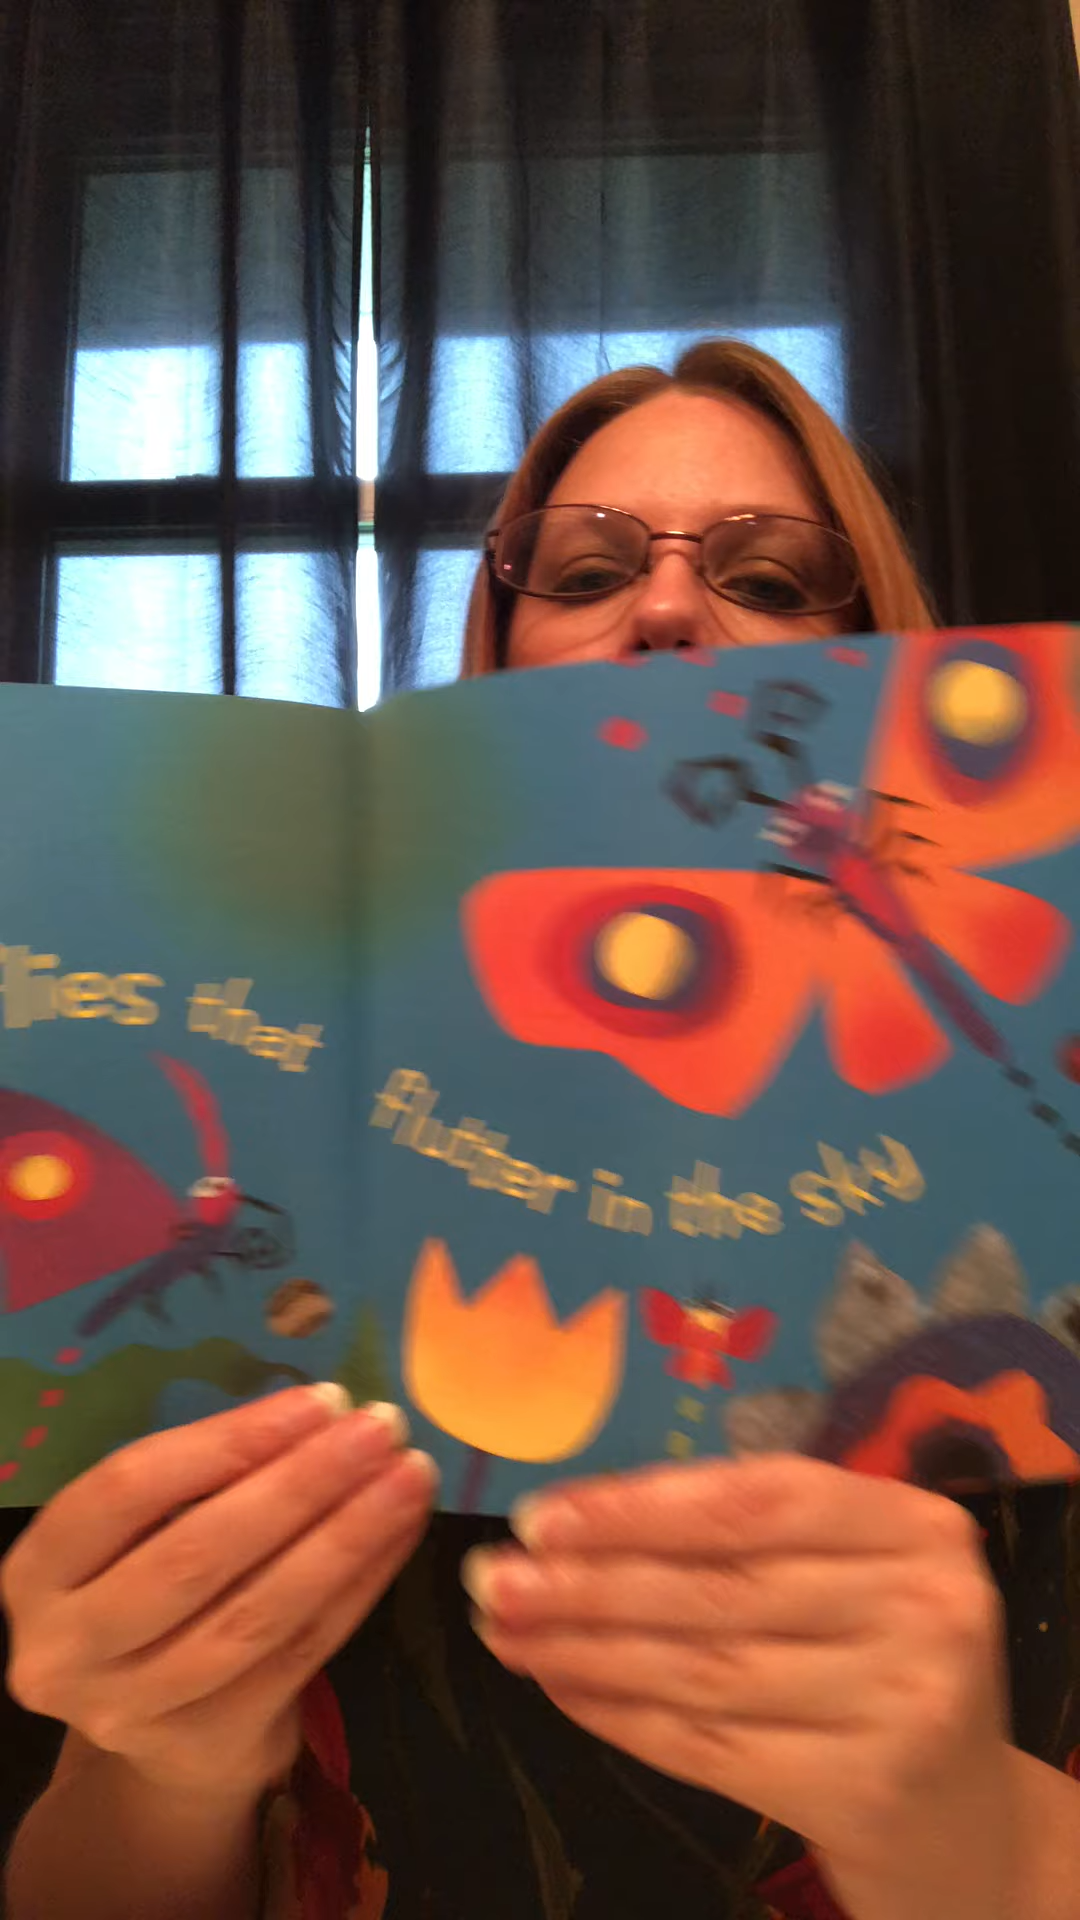 flies that
flutter in the sky